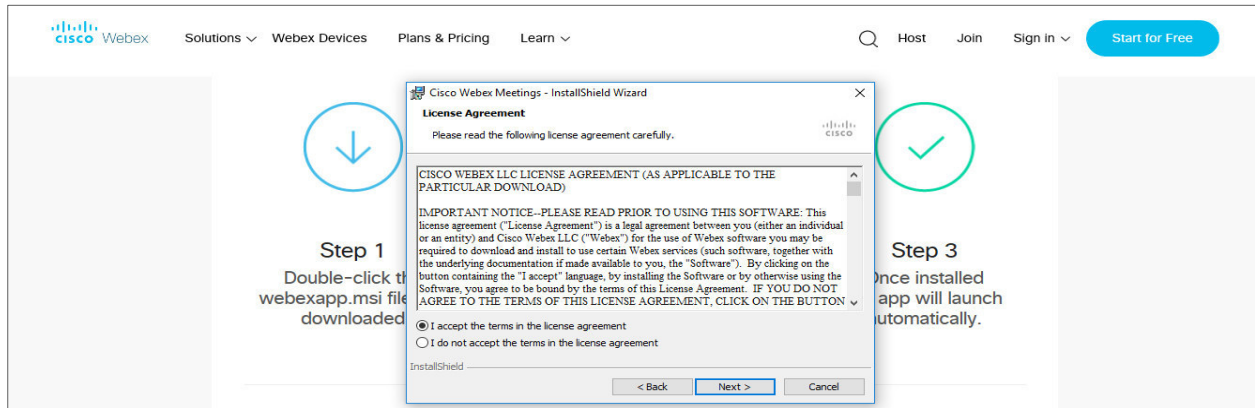 CISCO Webex Solutions Webex Devices Plans & Pricing Learn Host Join Sign in Start for Free
Cisco Webex Meetings - InstallShield Wizard
License Agreement
Please read the following license agreement carefully.
CISCO
CISCO WEBEX LLC LICENSE AGREEMENT (AS APPLICABLE TO THE
PARTICULAR DOWNLOAD)
IMPORTANT NOTICE--PLEASE READ PRIOR TO USING THIS SOFTWARE: This
license agreement ("License Agreement") is a legal agreement between you (either an individual
or an entity) and Cisco Webex LLC ("Webex") for the use of Webex software you may be
required to download and install to use certain Webex services (such software, together with
the underlying documentation if made available to you, the "Software"). By clicking on the
button containing the "I accept" language, by installing the Software or by otherwise using the
Software, you agree to be bound by the terms of this License Agreement. IF YOU DO NOT
AGREE TO THE TERMS OF THIS LICENSE AGREEMENT, CLICK ON THE BUTTON
I accept the terms in the license agreement
I do not accept the terms in the license agreement
InstallShield
< Back Next > Cancel
Step 1
Double-click
webexapp.msi
downloaded
Step 3
installed
app will launch
automatically.